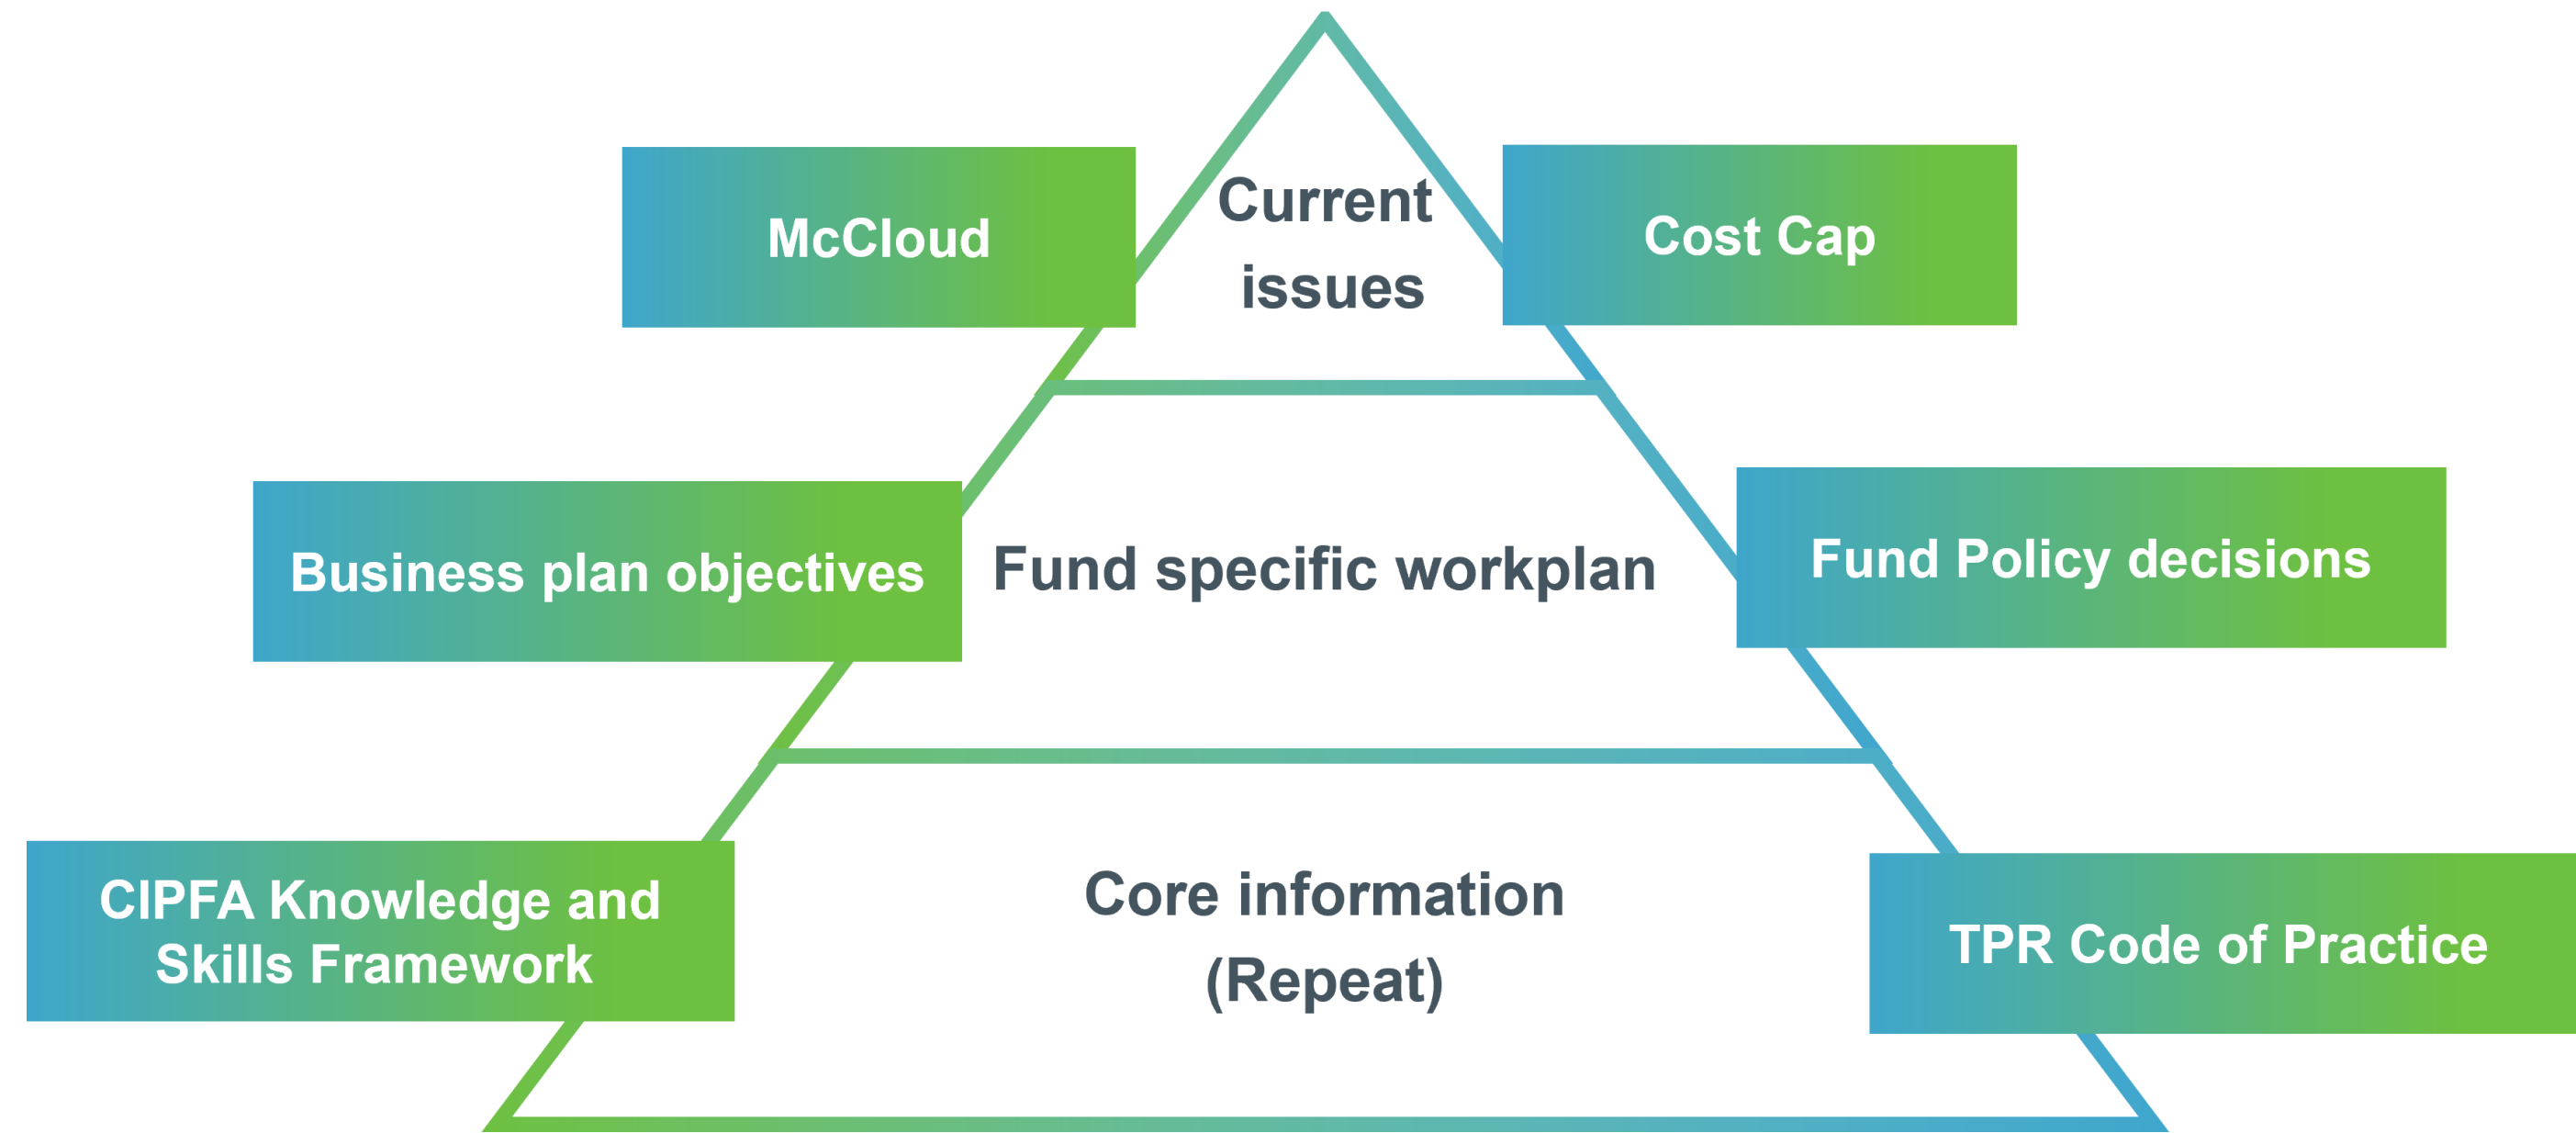 McCloud
Current
issues
Cost Cap
Business plan objectives
Fund specific workplan
Fund Policy decisions
CIPFA Knowledge and
Skills Framework
Core information
(Repeat)
TPR Code of Practice